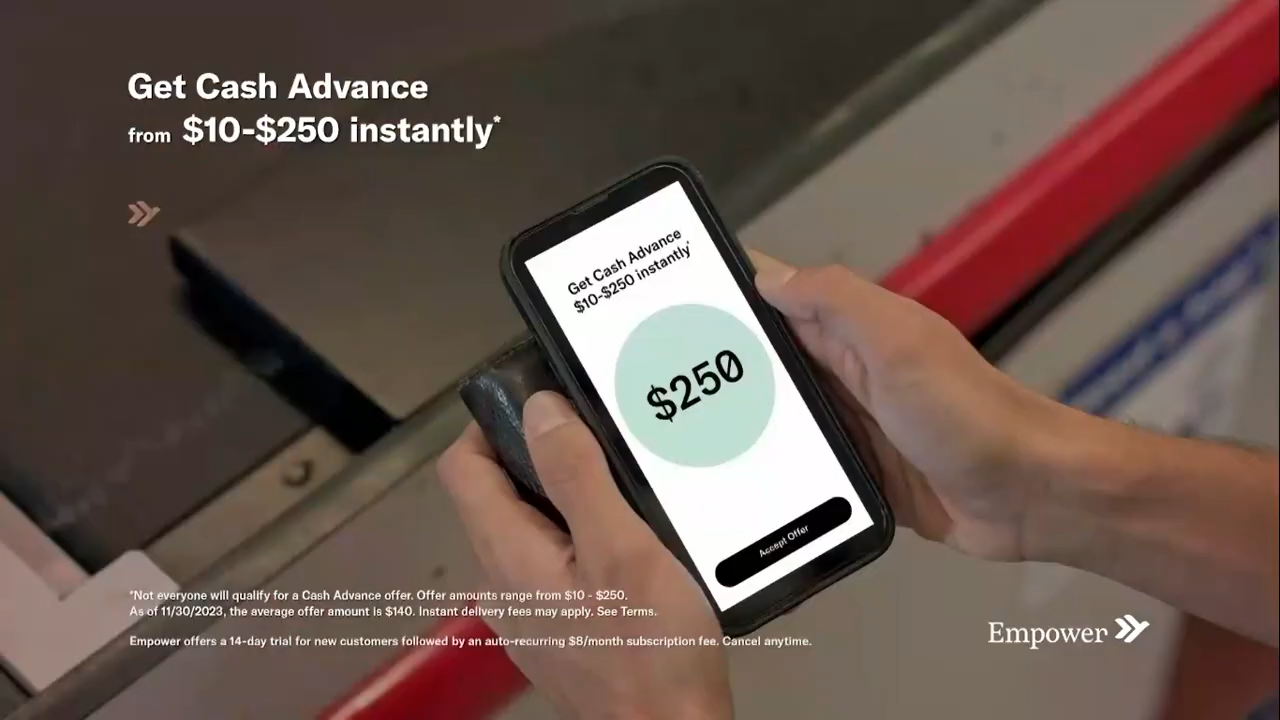 Get Cash Advance
from $10-$250 instantly*
Get Cash Advance
$10-$250 instantly*
$250
Accept Offer
*Not everyone will qualify for a Cash Advance offer. Offer amounts range from $10 - $250.
As of 11/30/2023, the average offer amount is $140. Instant delivery fees may apply. See Terms.
Empower offers a 14-day trial for new customers followed by an auto-recurring $8/month subscription fee. Cancel anytime.
Empower